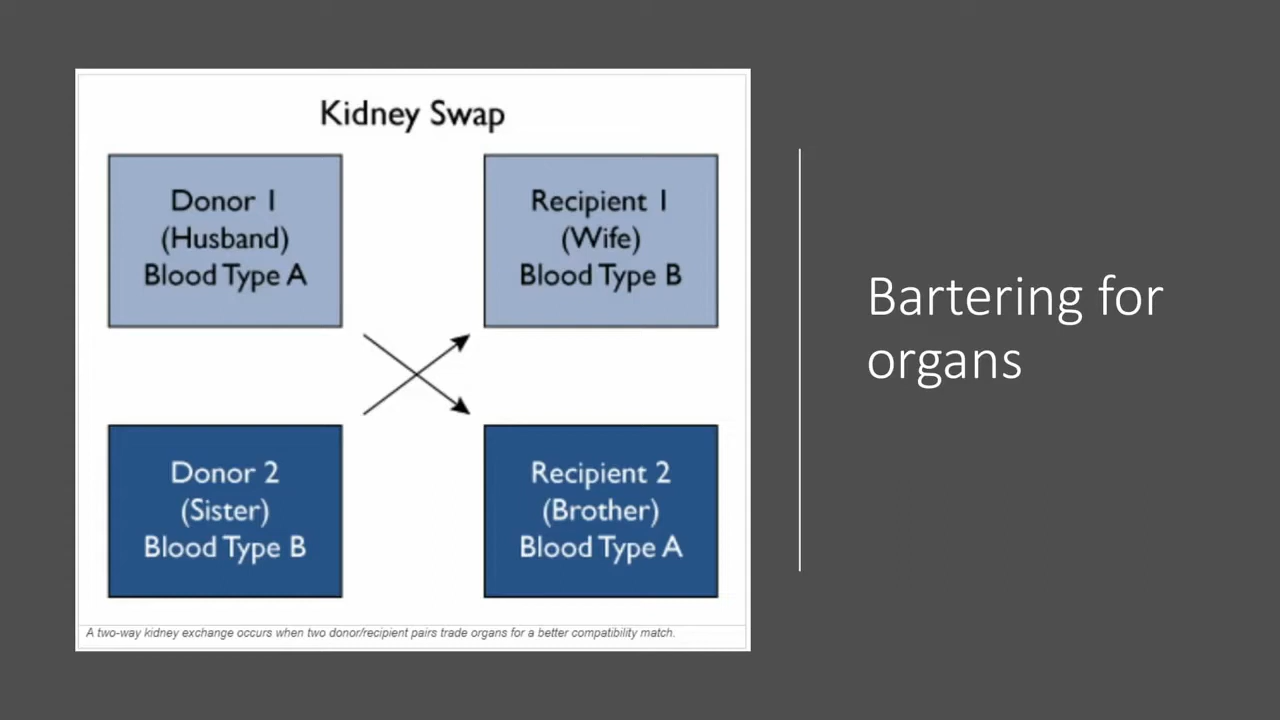 Kidney Swap
Donor 1
(Husband)
Blood Type A
Recipient 1
(Wife)
Blood Type B
Donor 2
(Sister)
Blood Type B
Recipient 2
(Brother)
Blood Type A
A two-way kidney exchange occurs when two donor/recipient pairs trade organs for a better compatibility match.
Bartering for
organs